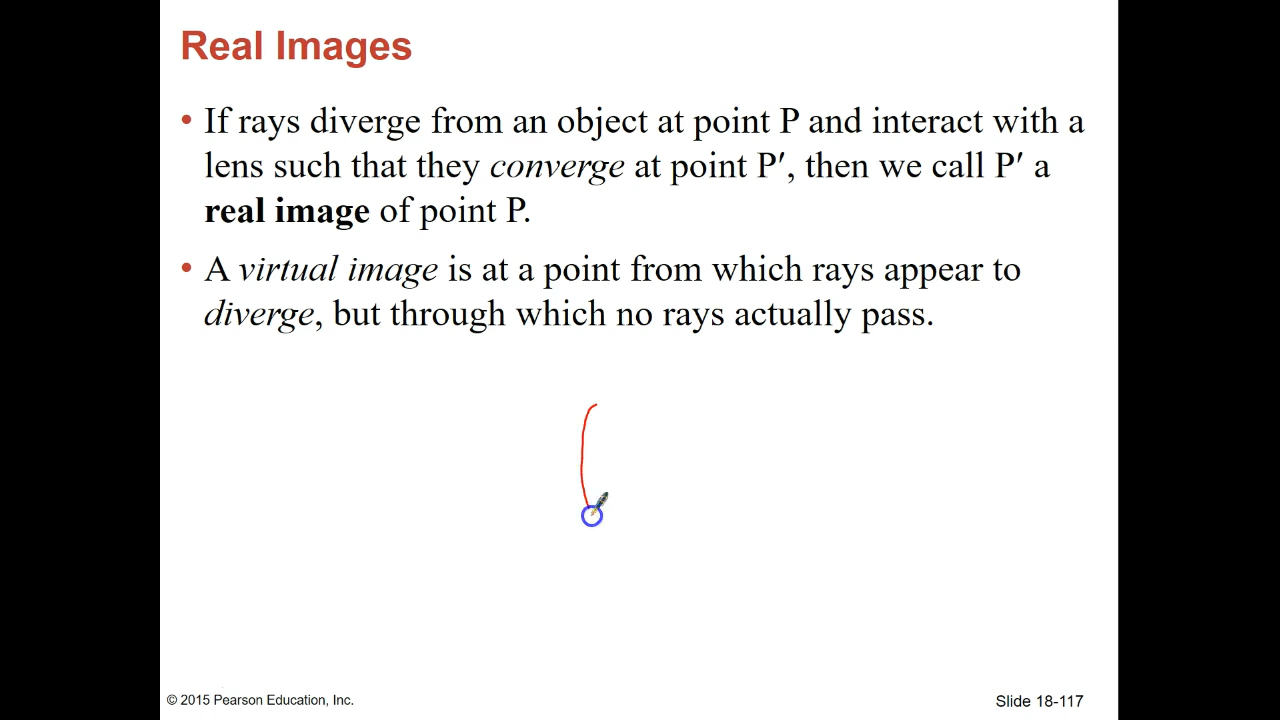 Real Images
• If rays diverge from an object at point P and interact with a
lens such that they converge at point P′, then we call P′ a
real image of point P.
• A virtual image is at a point from which rays appear to
diverge, but through which no rays actually pass.
© 2015 Pearson Education, Inc.
Slide 18-117